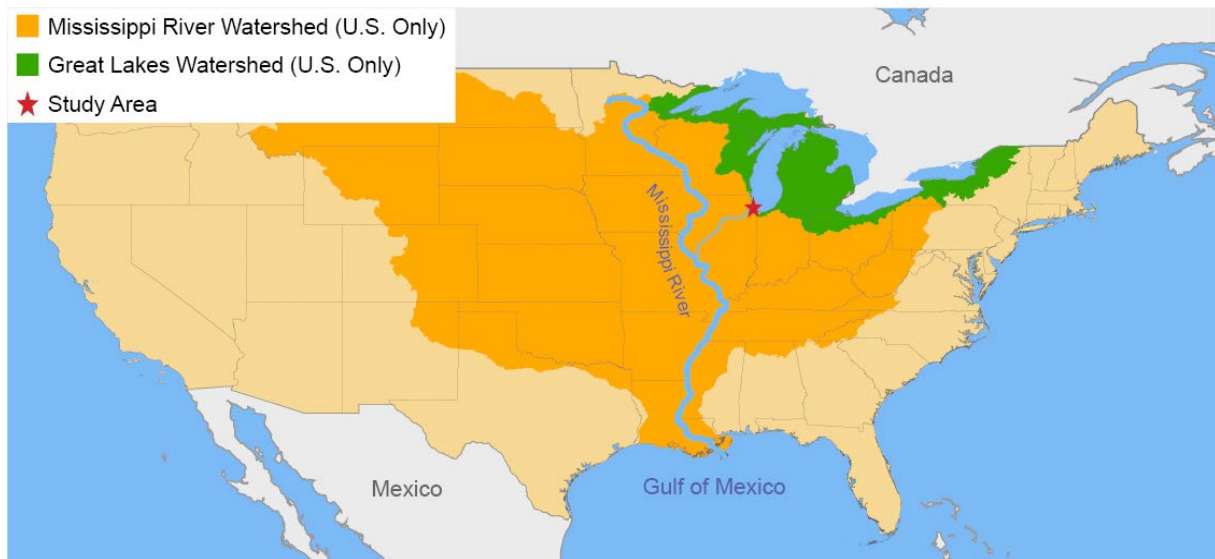 Mississippi River Watershed (U.S. Only)
Great Lakes Watershed (U.S. Only)
Study Area
Canada
Mississippi River
Mexico
Gulf of Mexico